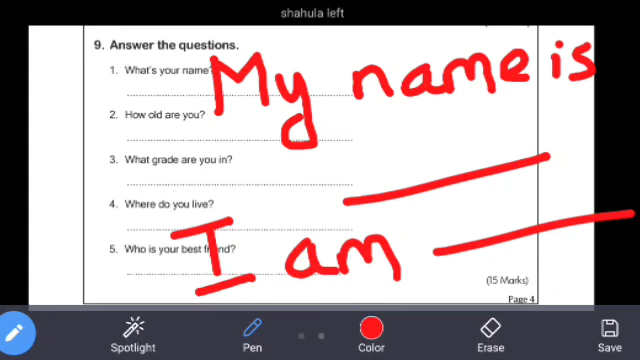 shahula left
9. Answer the questions.
1. What's your name?
My name is
2. How old are you?
3. What grade are you in?
4. Where do you live?
I am
5. Who is your best friend?
(15 Marks)
Page 4
Spotlight Pen Color Erase Save